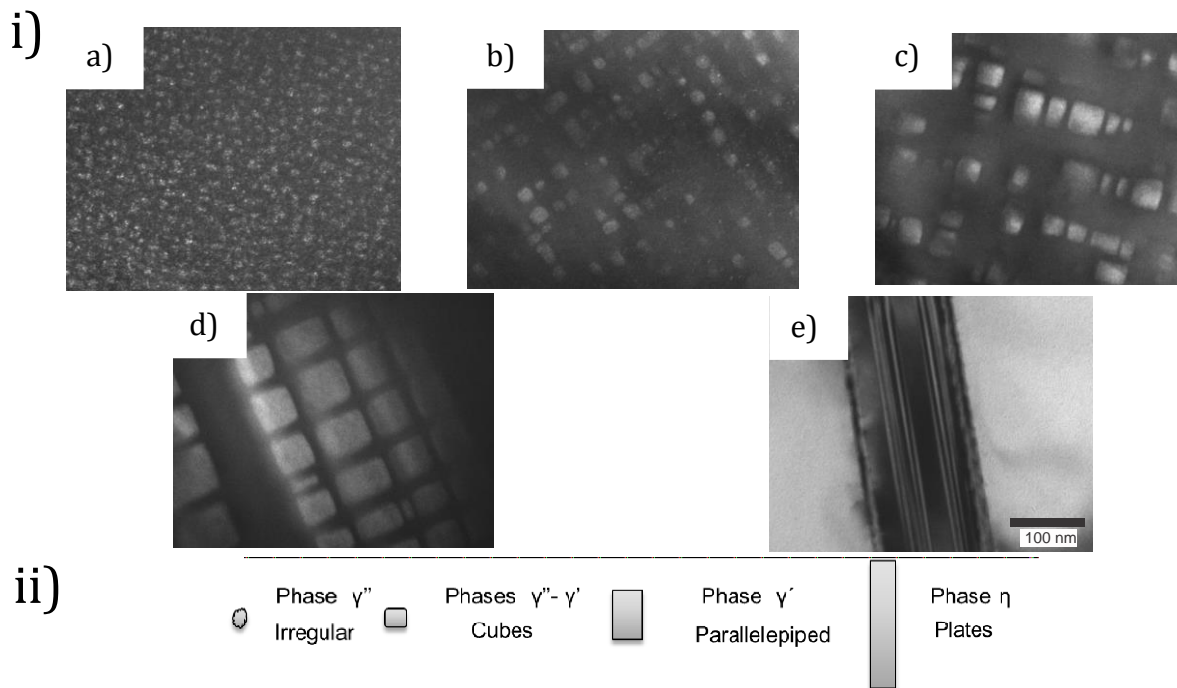 i)
a)
b)
c)
d)
e)
100 nm
ii)
Phase γ”
Irregular
Phases γ”- γ’
Cubes
Phase γ´
Parallelepiped
Phase η
Plates